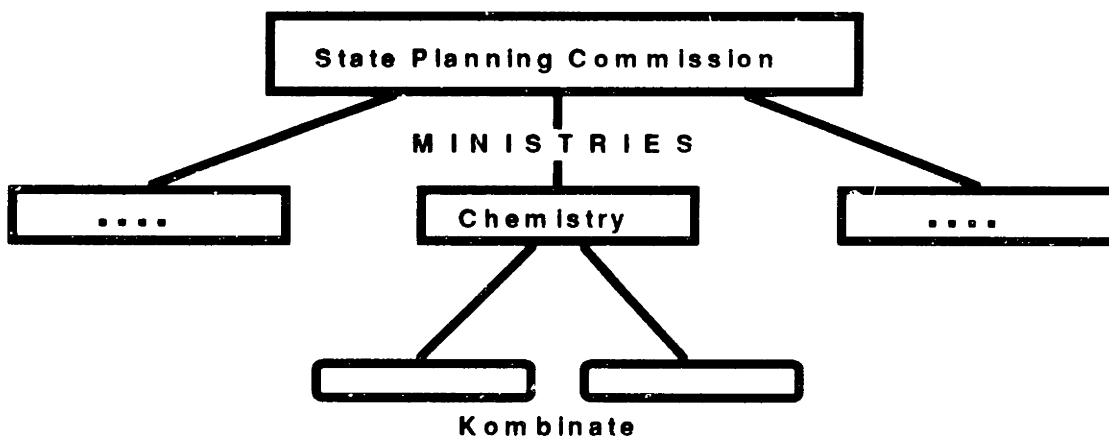 State Planning Commission
MINISTRIES
.... Chemistry ....
Kombinate